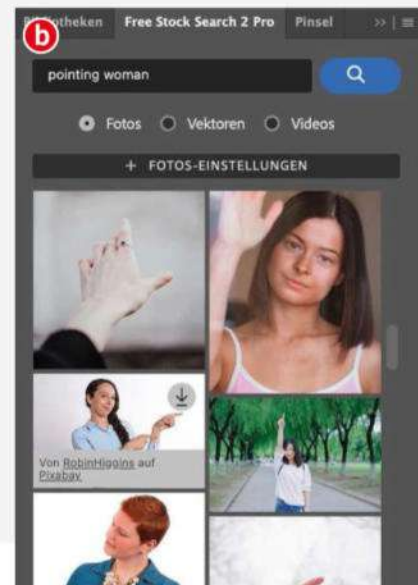 b
Free Stock Search 2 Pro
Pinsel
pointing woman
Fotos
Vektoren
Videos
+ FOTOS-EINSTELLUNGEN
Von RobinHiggins auf
Pixabay